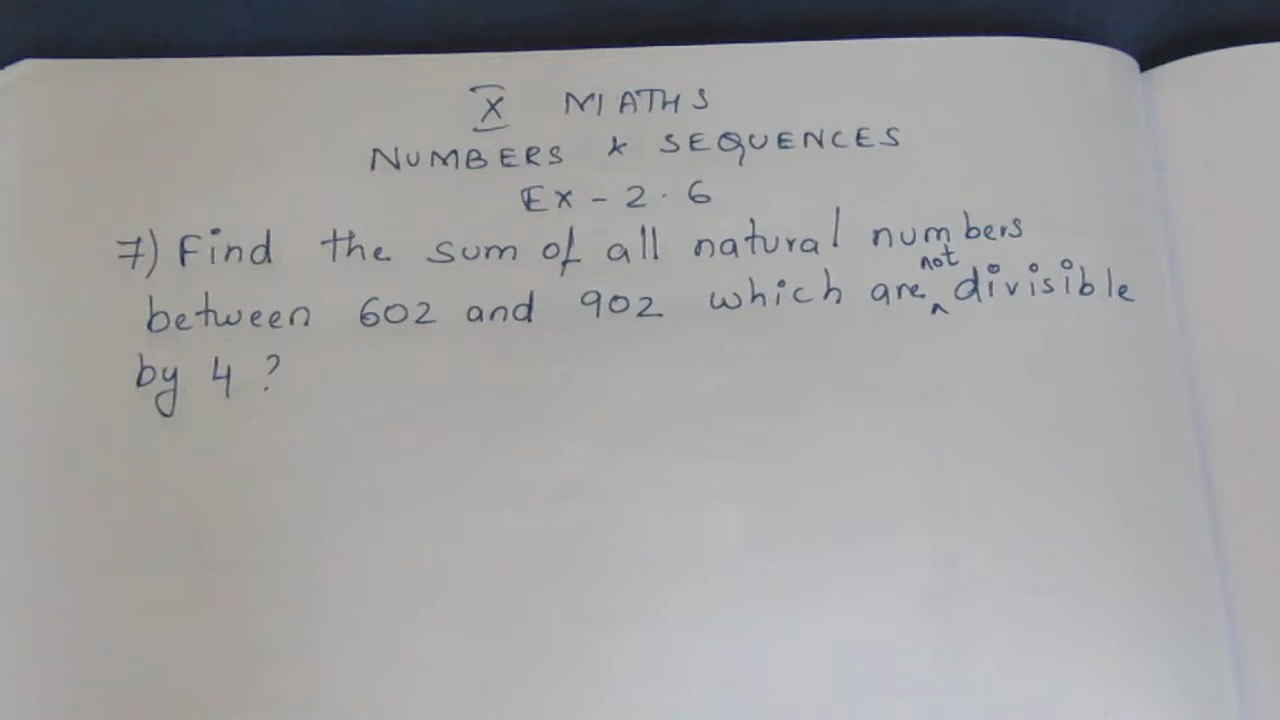 X MATHS
NUMBERS & SEQUENCES
Ex - 2.6
7) Find the sum of all natural numbers
between 602 and 902 which are not divisible
by 4 ?